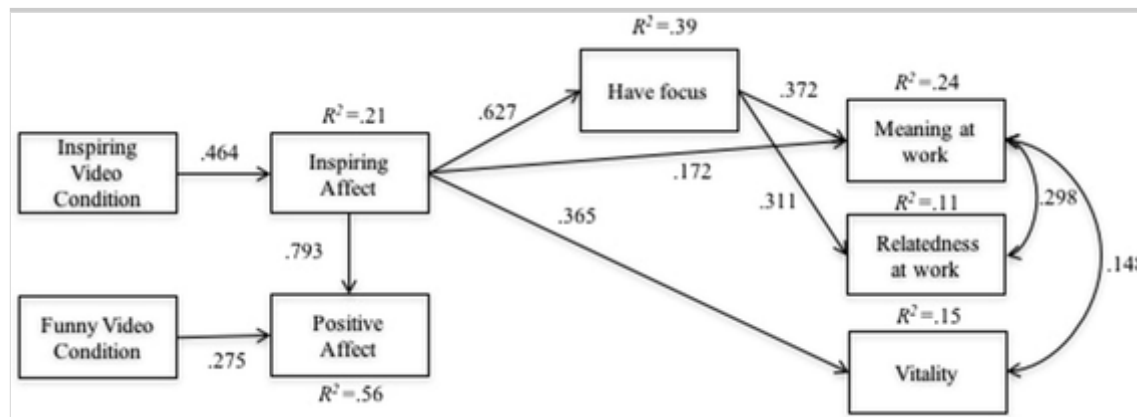 R²=.39
Have focus
R²=.24
Meaning at
work
.372
.627
R²=.21
Inspiring
Video
Condition
.464
Inspiring
Affect
.172
.311
R²=.11
.298
Relatedness
at work
.365
.148
.793
R²=.15
Funny Video
Condition
.275
Positive
Affect
Vitality
R²=.56